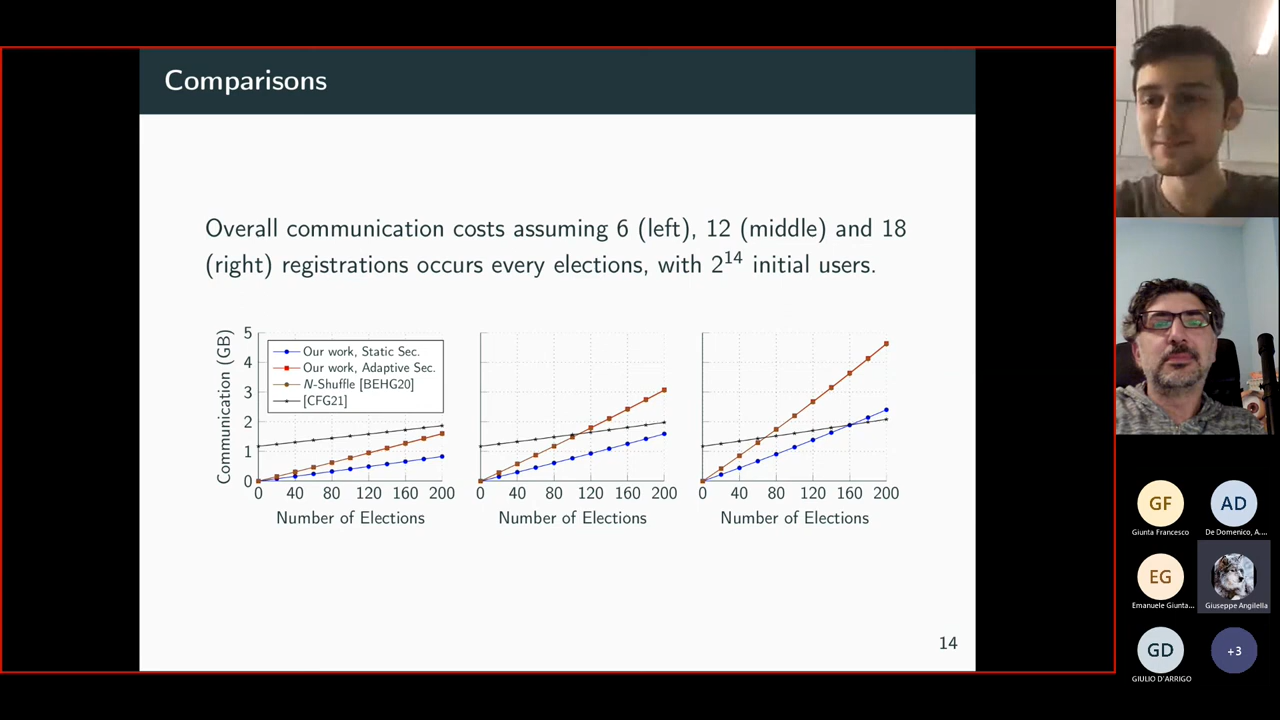 Comparisons
Overall communication costs assuming 6 (left), 12 (middle) and 18
(right) registrations occurs every elections, with 2¹⁴ initial users.
Communication (GB)
5
4
3
2
1
0
Our work, Static Sec.
Our work, Adaptive Sec.
N-Shuffle [BEHG20]
[CFG21]
0 40 80 120 160 200
Number of Elections
0 40 80 120 160 200
Number of Elections
0 40 80 120 160 200
Number of Elections
14
GF
Giunta Francesco
AD
De Domenico, A....
EG
Emanuele Giunta...
Giuseppe Angilella
GD
GIULIO D'ARRIGO
+3